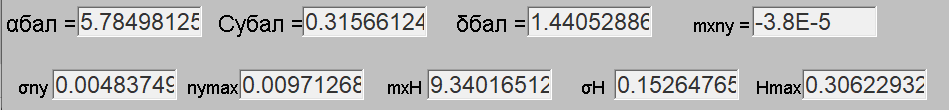 αбал = 5.78498125 Cyбал = 0.31566124 δбал = 1.44052886 mxny = -3.8E-5
σny 0.00483749 nymax 0.00971268 mxH 9.34016512 σH 0.15264765 Hmax 0.30622932